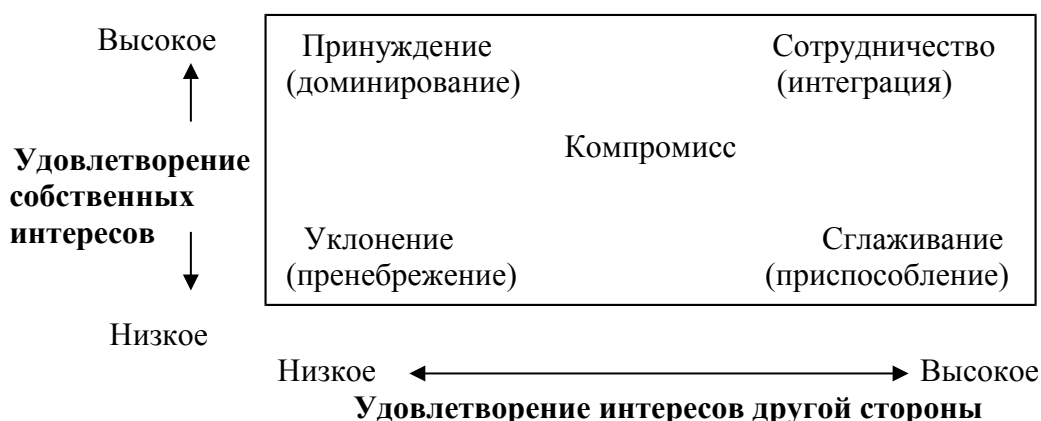 Высокое
Принуждение
(доминирование)
Сотрудничество
(интеграция)
Компромисс
Удовлетворение
собственных
интересов
Уклонение
(пренебрежение)
Сглаживание
(приспособление)
Низкое
Низкое
Высокое
Удовлетворение интересов другой стороны